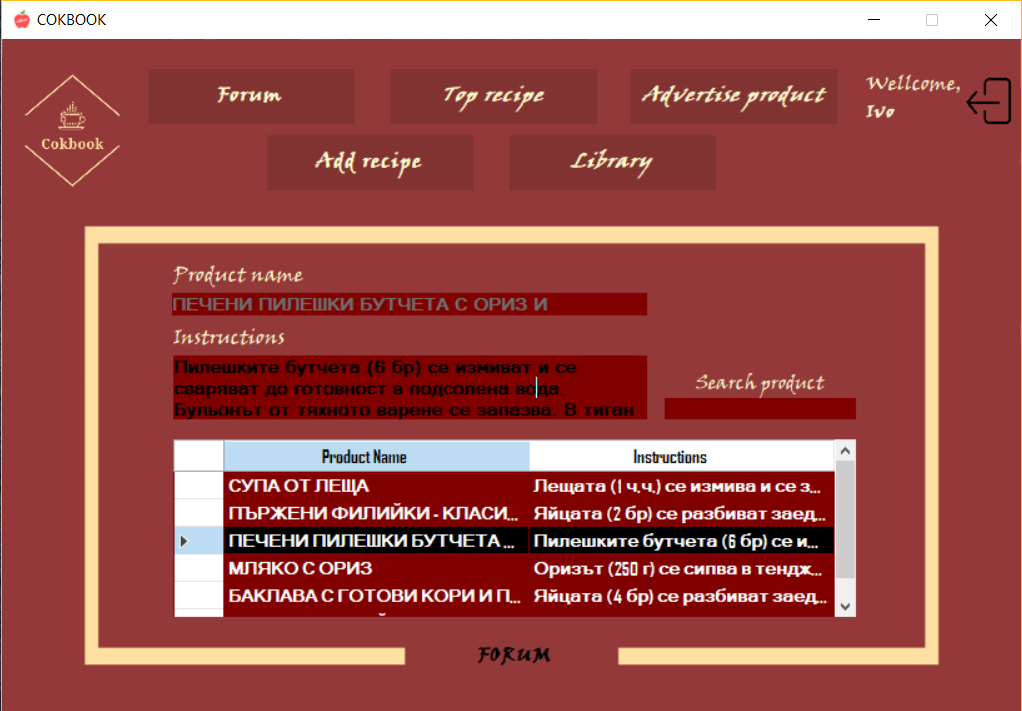 COKBOOK
Forum
Top recipe
Advertise product
Wellcome,
Ivo
Cokbook
Add recipe
Library
Product name
ПЕЧЕНИ ПИЛЕШКИ БУТЧЕТА С ОРИЗ И
Instructions
Пилешките бутчета (6 бр) се измиват и се
сваряват до готовност в подсолена вода.
Бульонът от тяхното варене се запазва. В тиган
Search product
Product Name Instructions
СУПА ОТ ЛЕЩА Лещата (1 ч.ч.) се измива и се з...
ПЪРЖЕНИ ФИЛИЙКИ - КЛАСИ... Яйцата (2 бр) се разбиват заед...
ПЕЧЕНИ ПИЛЕШКИ БУТЧЕТА ... Пилешките бутчета (6 бр) се и...
МЛЯКО С ОРИЗ Оризът (250 г) се сипва в тендж...
БАКЛАВА С ГОТОВИ КОРИ И П... Яйцата (4 бр) се разбиват заед...
FORUM